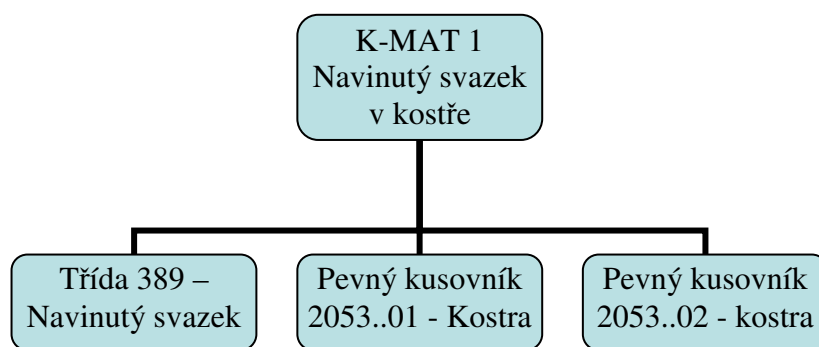 K-MAT 1
Navinutý svazek
v kostře
Třída 389 –
Navinutý svazek
Pevný kusovník
2053..01 - Kostra
Pevný kusovník
2053..02 - kostra